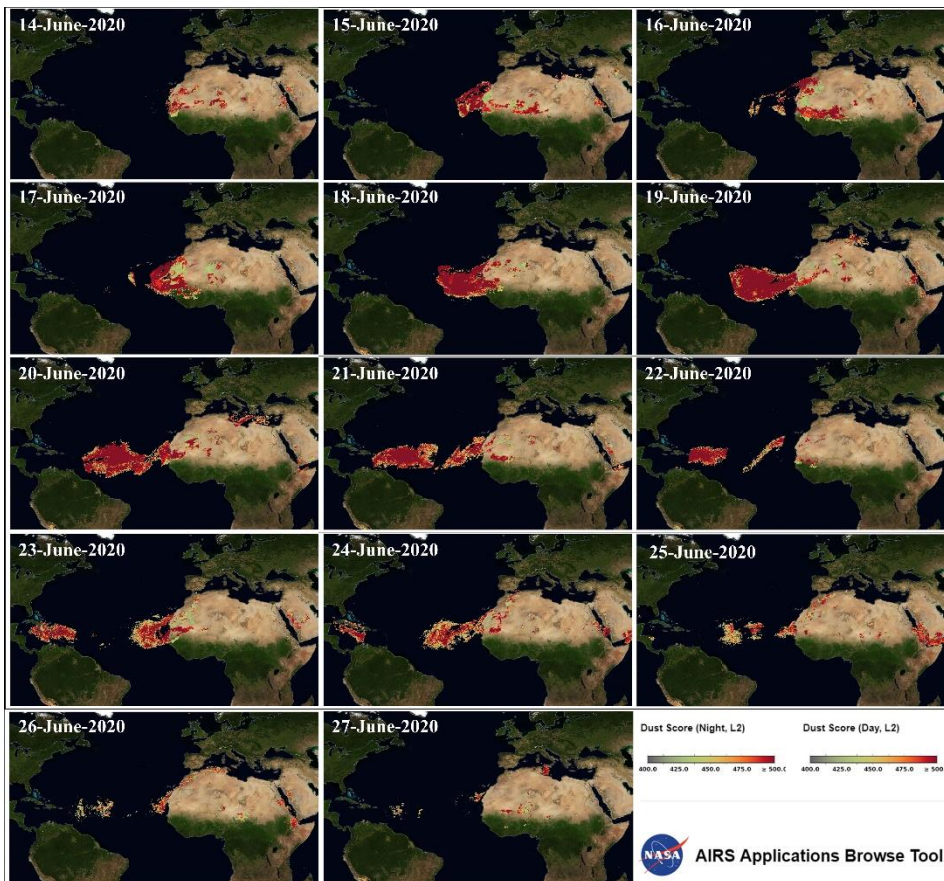 14-June-2020
15-June-2020
16-June-2020
17-June-2020
18-June-2020
19-June-2020
20-June-2020
21-June-2020
22-June-2020
23-June-2020
24-June-2020
25-June-2020
26-June-2020
27-June-2020
Dust Score (Night, L2)
Dust Score (Day, L2)
400.0 425.0 450.0 475.0 ≥ 500.0
400.0 425.0 450.0 475.0 ≥ 500
NASA
AIRS Applications Browse Tool